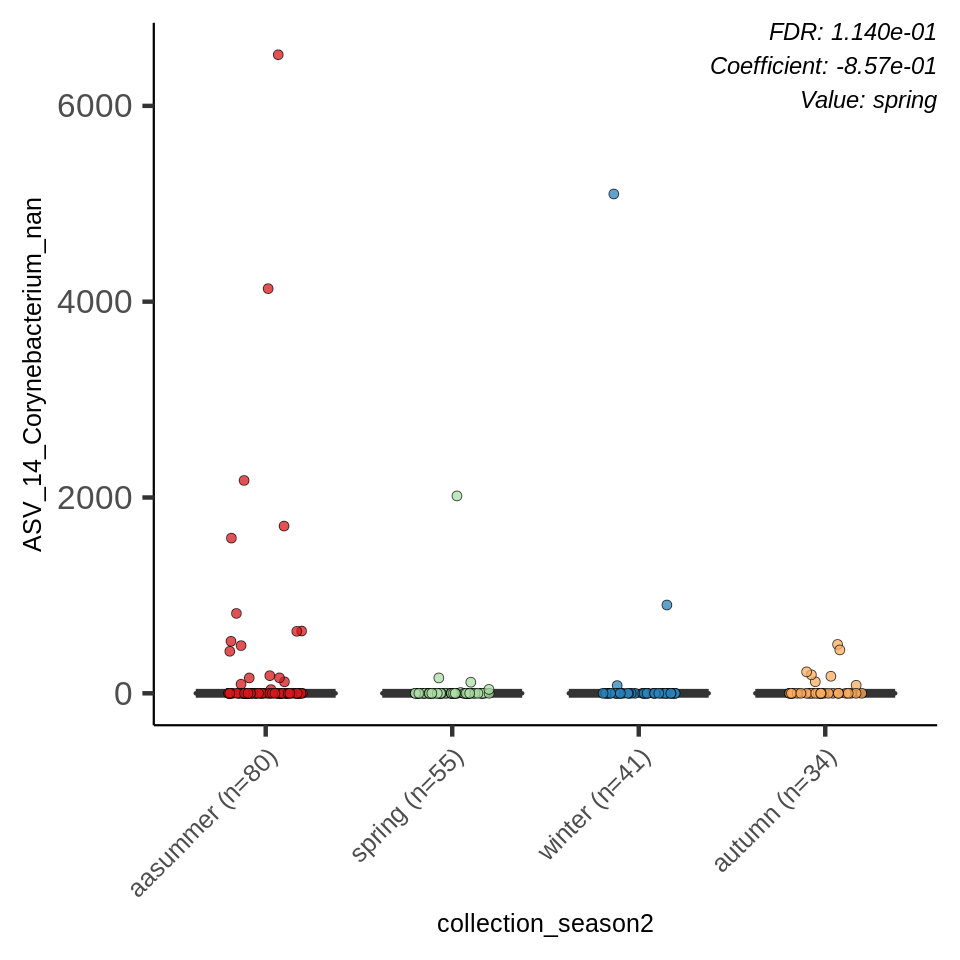 FDR: 1.140e-01
Coefficient: -8.57e-01
Value: spring
ASV_14_Corynebacterium_nan
6000
4000
2000
0
aasummer (n=80)
spring (n=55)
winter (n=41)
autumn (n=34)
collection_season2